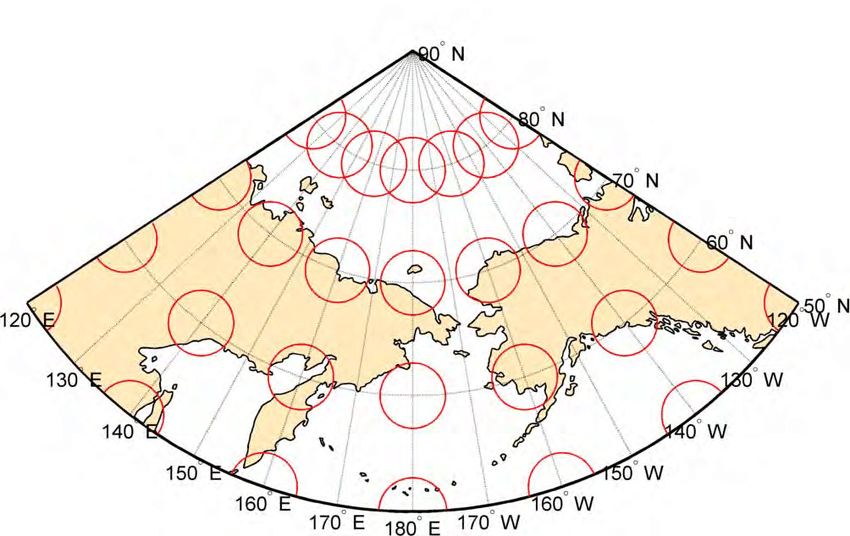 90° N
80° N
70° N
60° N
50° N
120° E
120° W
130° E
130° W
140° E
140° W
150° E
150° W
160° E
160° W
170° E
170° W
180° E